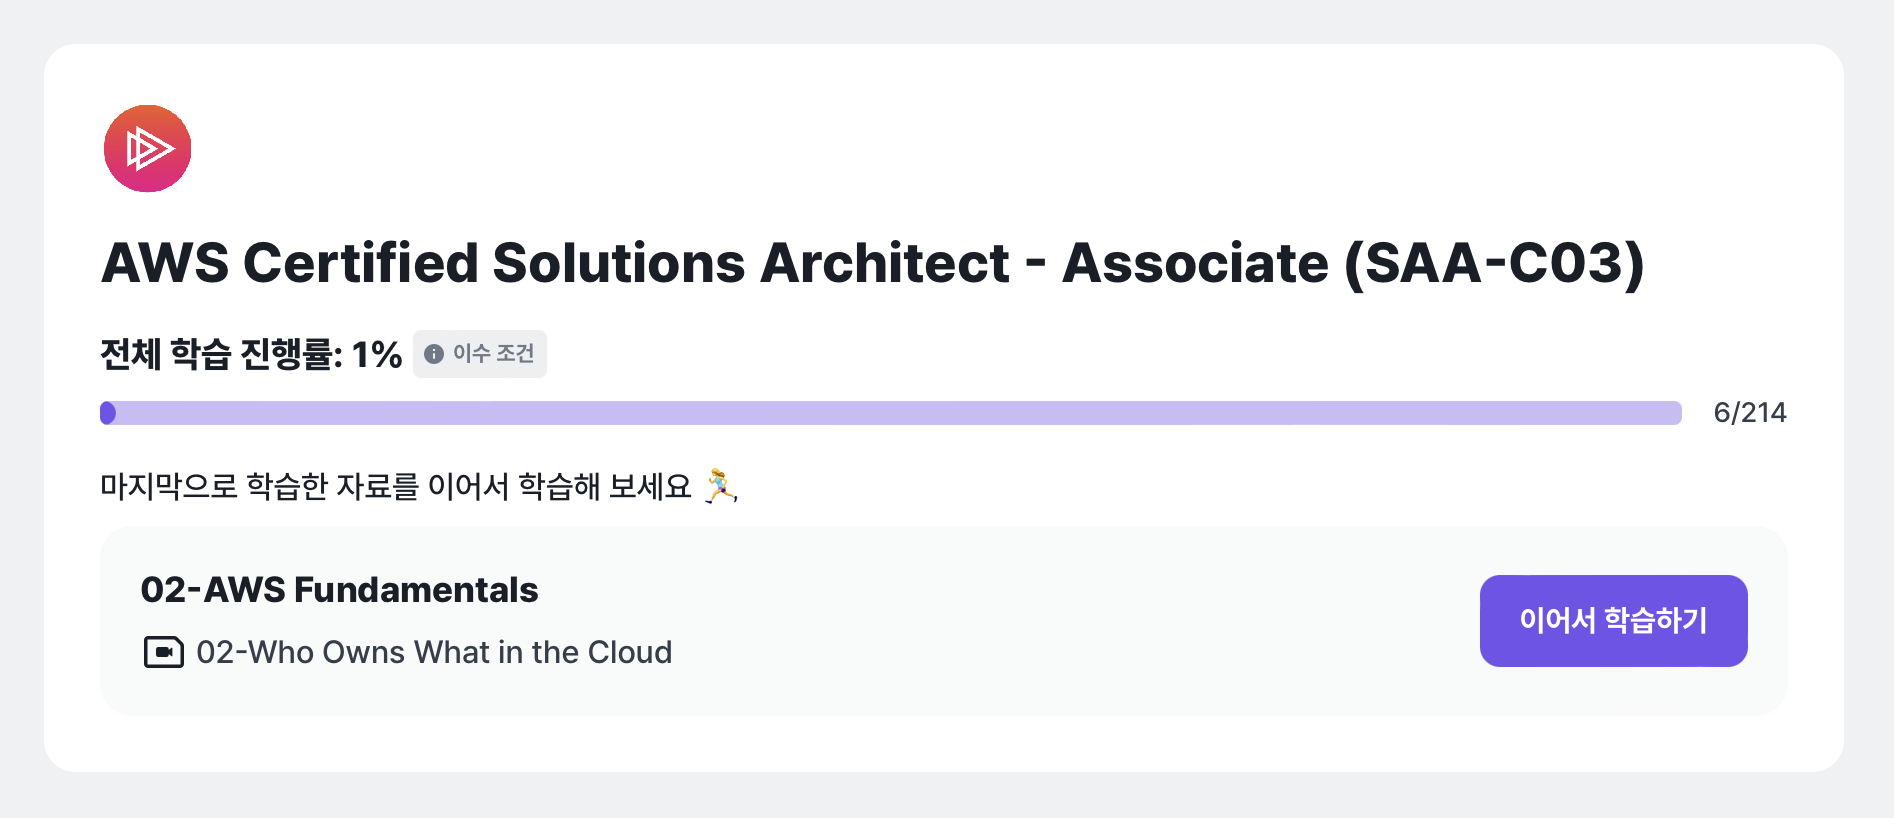 AWS Certified Solutions Architect - Associate (SAA-C03)
전체 학습 진행률: 1% 이수 조건
6/214
마지막으로 학습한 자료를 이어서 학습해 보세요 🏃‍♀️
02-AWS Fundamentals
02-Who Owns What in the Cloud
이어서 학습하기